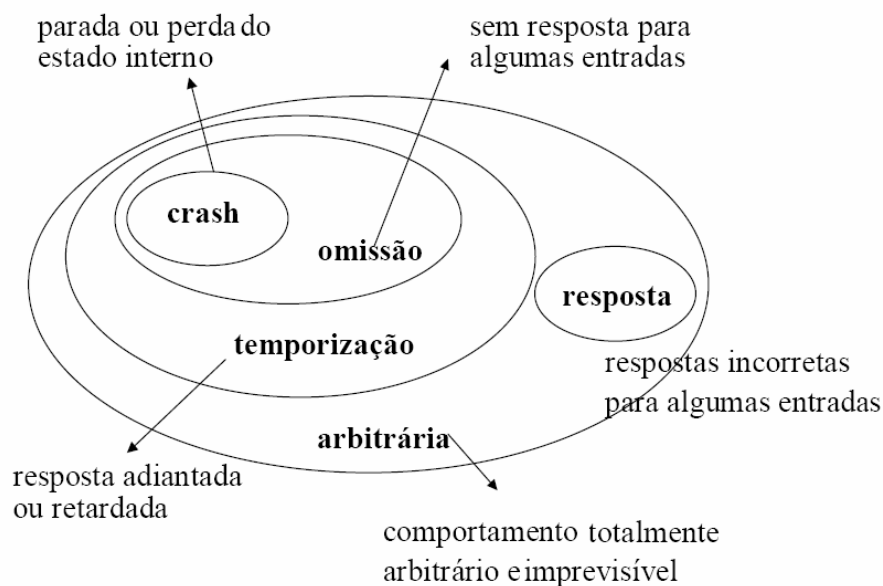 parada ou perda do
estado interno
sem resposta para
algumas entradas
crash
omissão
resposta
temporização
respostas incorretas
para algumas entradas
arbitrária
resposta adiantada
ou retardada
comportamento totalmente
arbitrário e imprevisível